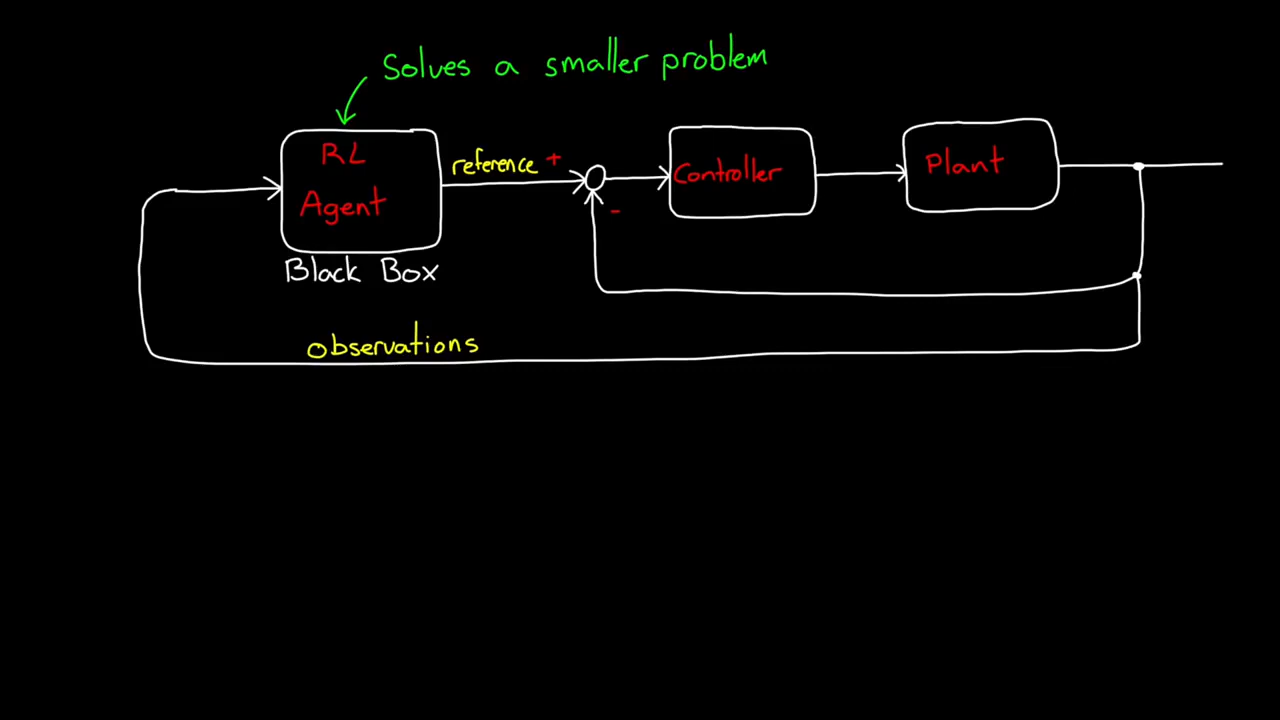 Solves a smaller problem
RL
Agent
Black Box
reference +
-
Controller
Plant
observations